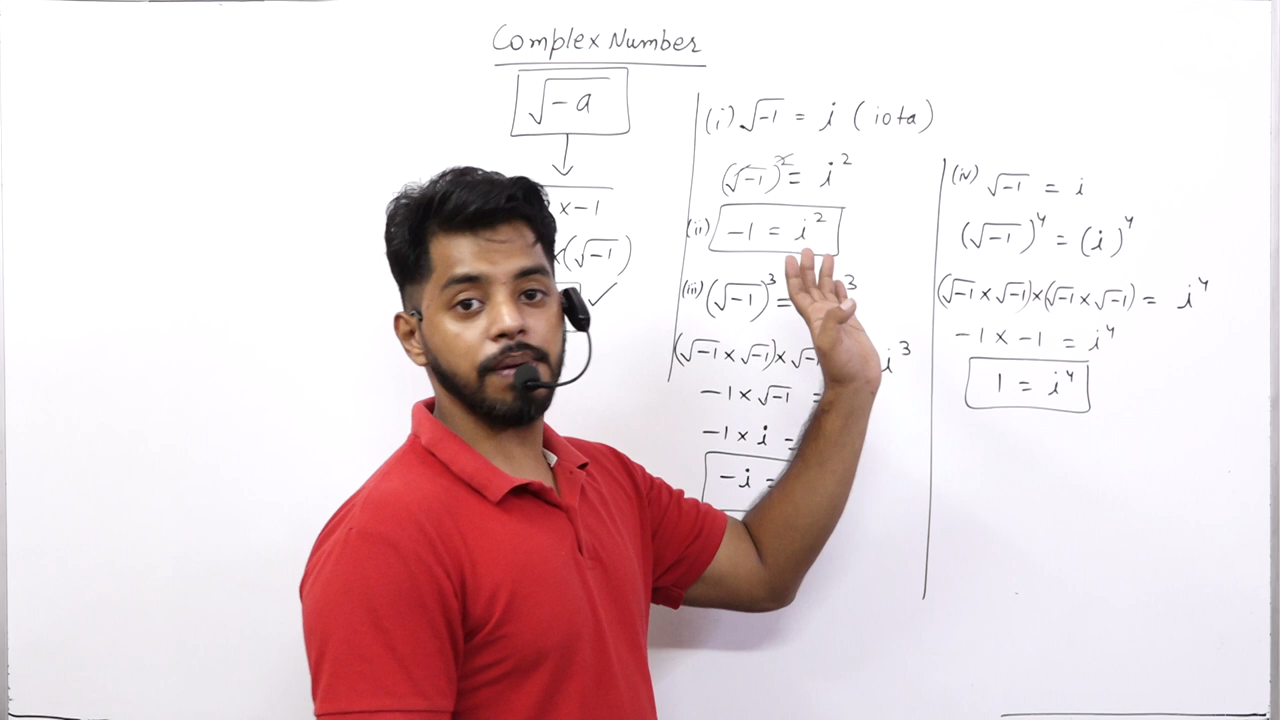 Complex Number
√-a
x -1
(√-1)
(i) √-1 = i (iota)
(√-1)² = i²
(ii) -1 = i²
(iii) (√-1)³ = ³
(√-1 x √-1) x √-1 i³
-1 x √-1 =
-1 x i =
-i =
(iv) √-1 = i
(√-1)⁴ = (i)⁴
(√-1 x √-1) x (√-1 x √-1) = i⁴
-1 x -1 = i⁴
1 = i⁴